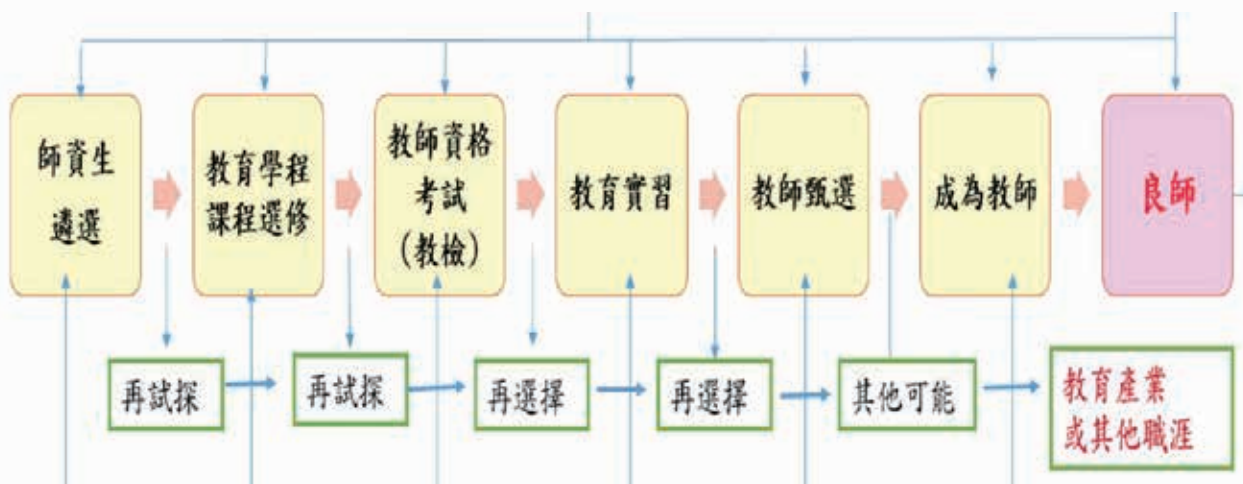 師資生
遴選
教育學程
課程選修
教師資格
考試
(教檢)
教育實習
教師甄選
成為教師
良師
再試探
再試探
再選擇
再選擇
其他可能
教育產業
或其他職涯